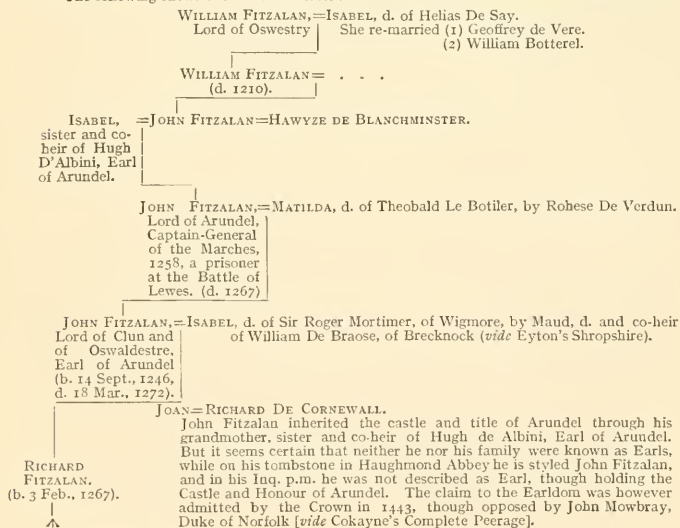 WILLIAM FITZALAN,=ISABEL, d. of Helias De Say.
Lord of Oswestry | She re-married (1) Geoffrey de Vere.
(2) William Botterel.
WILLIAM FITZALAN= . . .
(d. 1210).
ISABEL, =JOHN FITZALAN=HAWYZE DE BLANCHMINSTER.
sister and co-
heir of Hugh
D'Albini, Earl
of Arundel.
JOHN FITZALAN,=MATILDA, d. of Theobald Le Botiler, by Rohese De Verdun.
Lord of Arundel,
Captain-General
of the Marches,
1258, a prisoner
at the Battle of
Lewes. (d. 1267)
JOHN FITZALAN,=ISABEL, d. of Sir Roger Mortimer, of Wigmore, by Maud, d. and co-heir
Lord of Clun and of William De Braose, of Brecknock (vide Eyton's Shropshire).
of Oswaldestre,
Earl of Arundel
(b. 14 Sept., 1246,
d. 18 Mar., 1272).
JOAN=RICHARD DE CORNEWALL.
John Fitzalan inherited the castle and title of Arundel through his
grandmother, sister and co-heir of Hugh de Albini, Earl of Arundel.
But it seems certain that neither he nor his family were known as Earls,
while on his tombstone in Haughmond Abbey he is styled John Fitzalan,
and in his Inq. p.m. he was not described as Earl, though holding the
Castle and Honour of Arundel. The claim to the Earldom was however
admitted by the Crown in 1443, though opposed by John Mowbray,
Duke of Norfolk [vide Cokayne's Complete Peerage].
RICHARD
FITZALAN.
(b. 3 Feb., 1267).